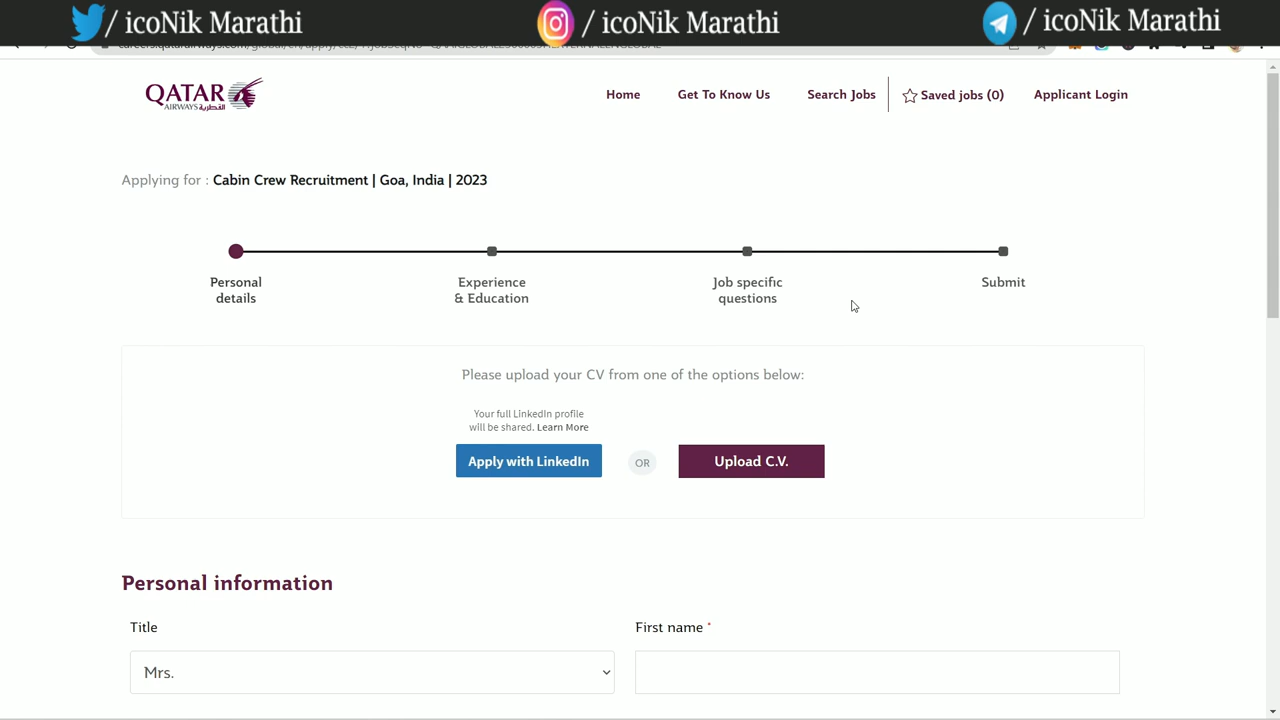 / icoNik Marathi
/ icoNik Marathi
/ icoNik Marathi
QATAR
AIRWAYS القطرية
Home
Get To Know Us
Search Jobs
Saved jobs (0)
Applicant Login
Applying for : Cabin Crew Recruitment | Goa, India | 2023
Personal
details
Experience
& Education
Job specific
questions
Submit
Please upload your CV from one of the options below:
Your full LinkedIn profile
will be shared. Learn More
Apply with LinkedIn
OR
Upload C.V.
Personal information
Title
First name *
Mrs.